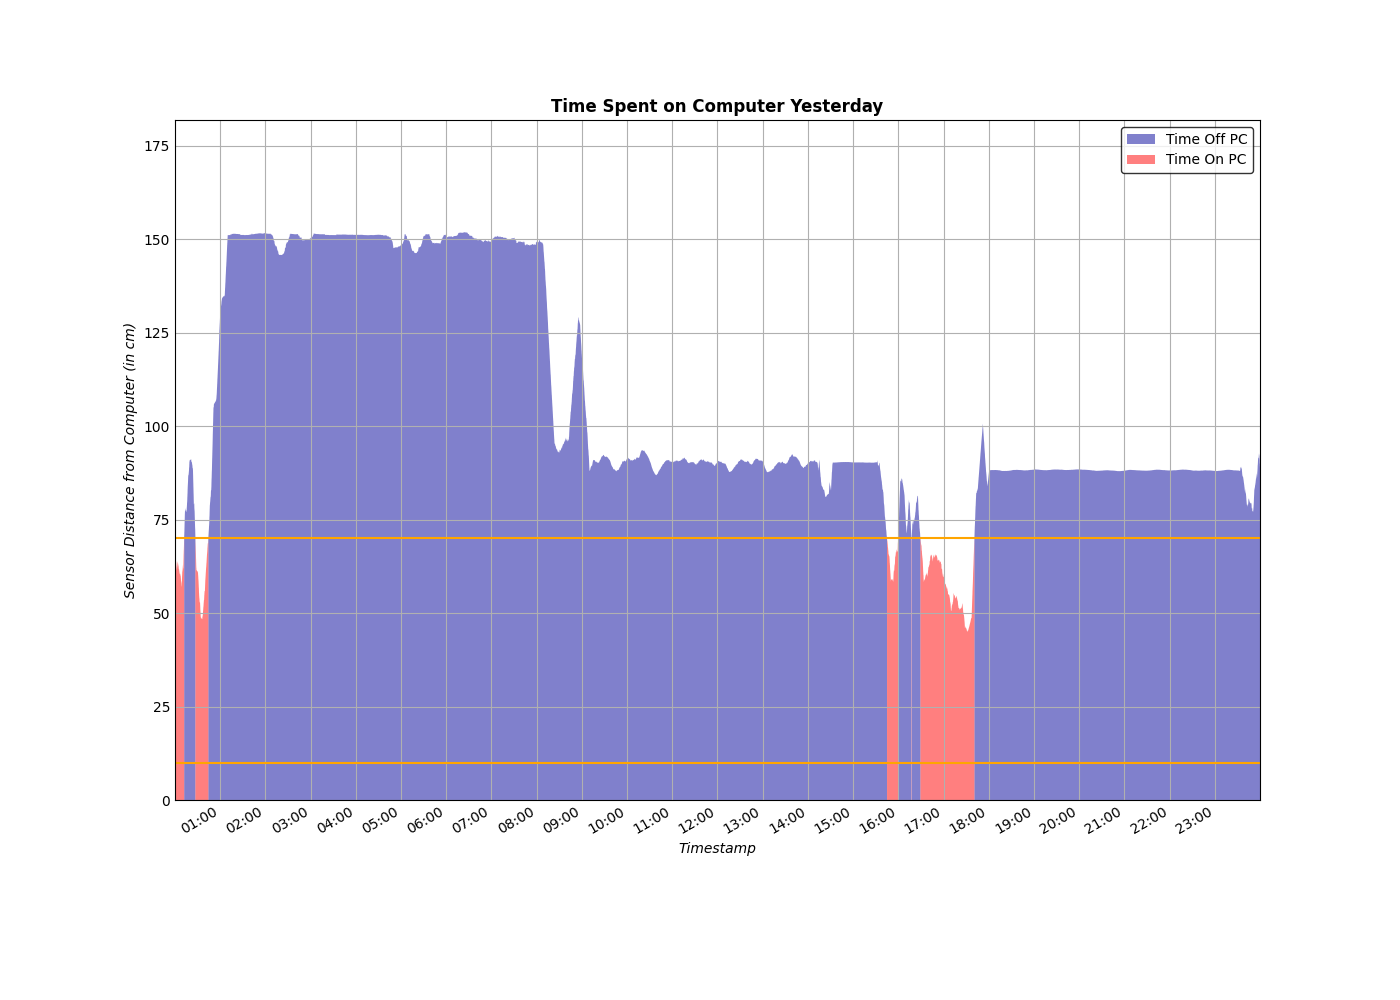 Time Spent on Computer Yesterday
Time Off PC
Time On PC
175
150
125
100
75
50
25
0
Sensor Distance from Computer (in cm)
01:00 02:00 03:00 04:00 05:00 06:00 07:00 08:00 09:00 10:00 11:00 12:00 13:00 14:00 15:00 16:00 17:00 18:00 19:00 20:00 21:00 22:00 23:00
Timestamp